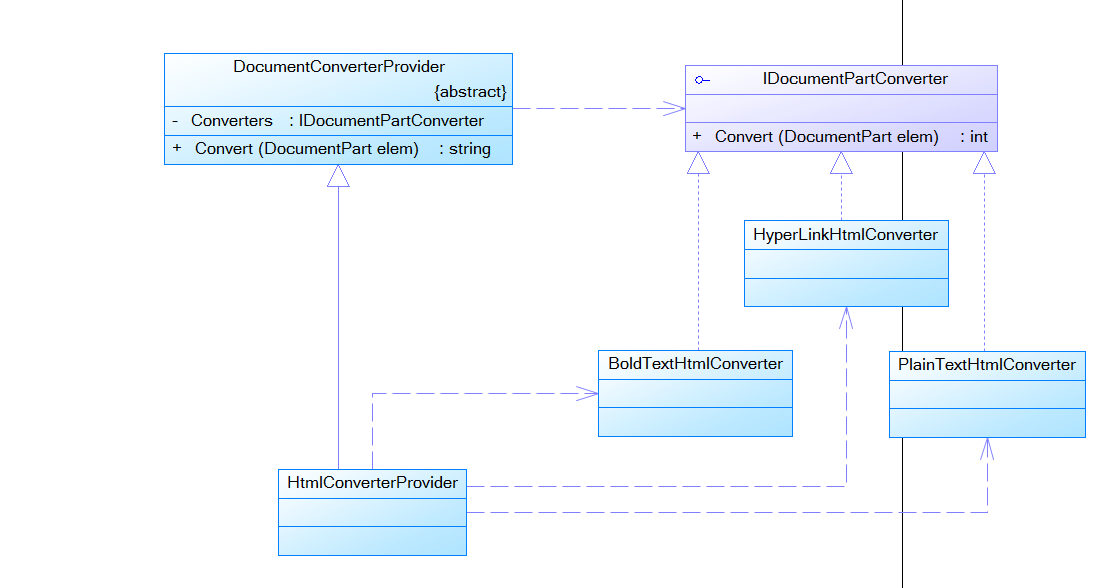 DocumentConverterProvider
{abstract}
- Converters : IDocumentPartConverter
+ Convert (DocumentPart elem) : string
IDocumentPartConverter
+ Convert (DocumentPart elem) : int
HyperLinkHtmlConverter
BoldTextHtmlConverter
PlainTextHtmlConverter
HtmlConverterProvider